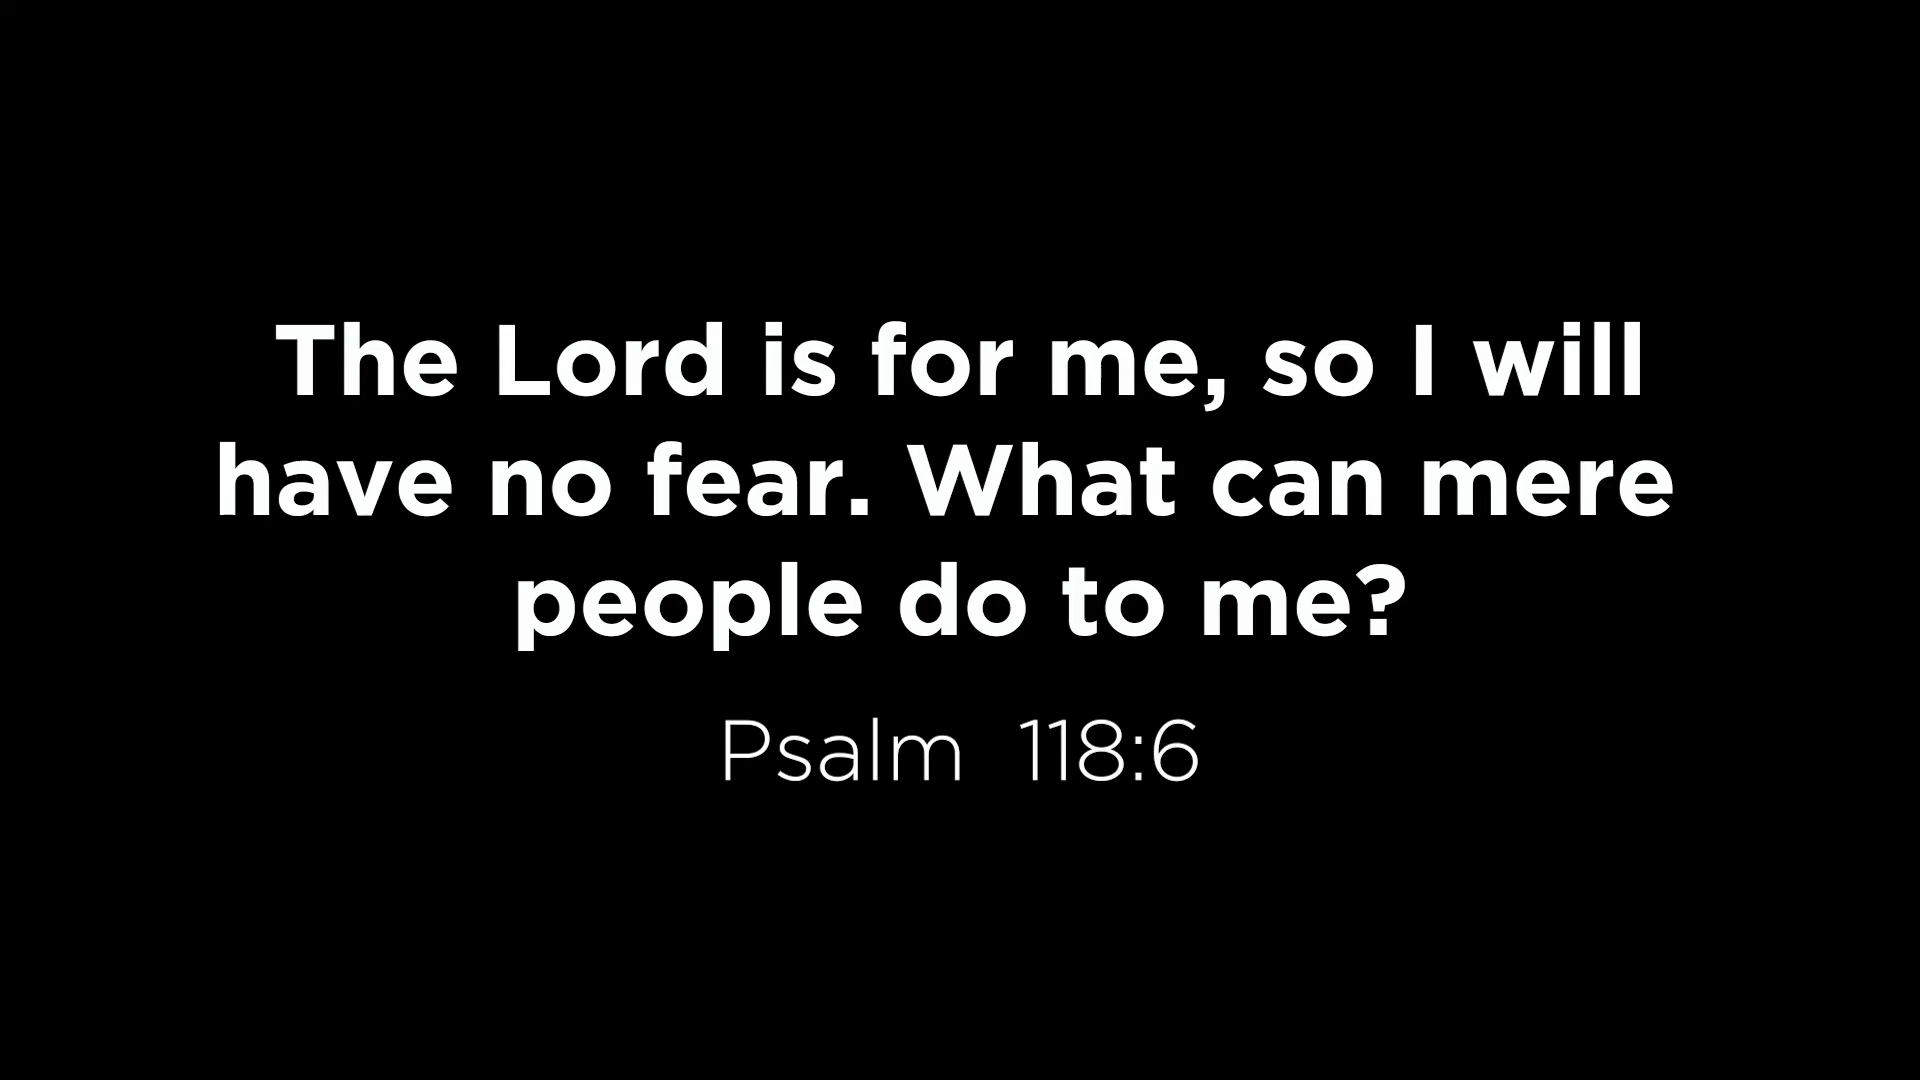 The Lord is for me, so I will
have no fear. What can mere
people do to me?
Psalm 118:6